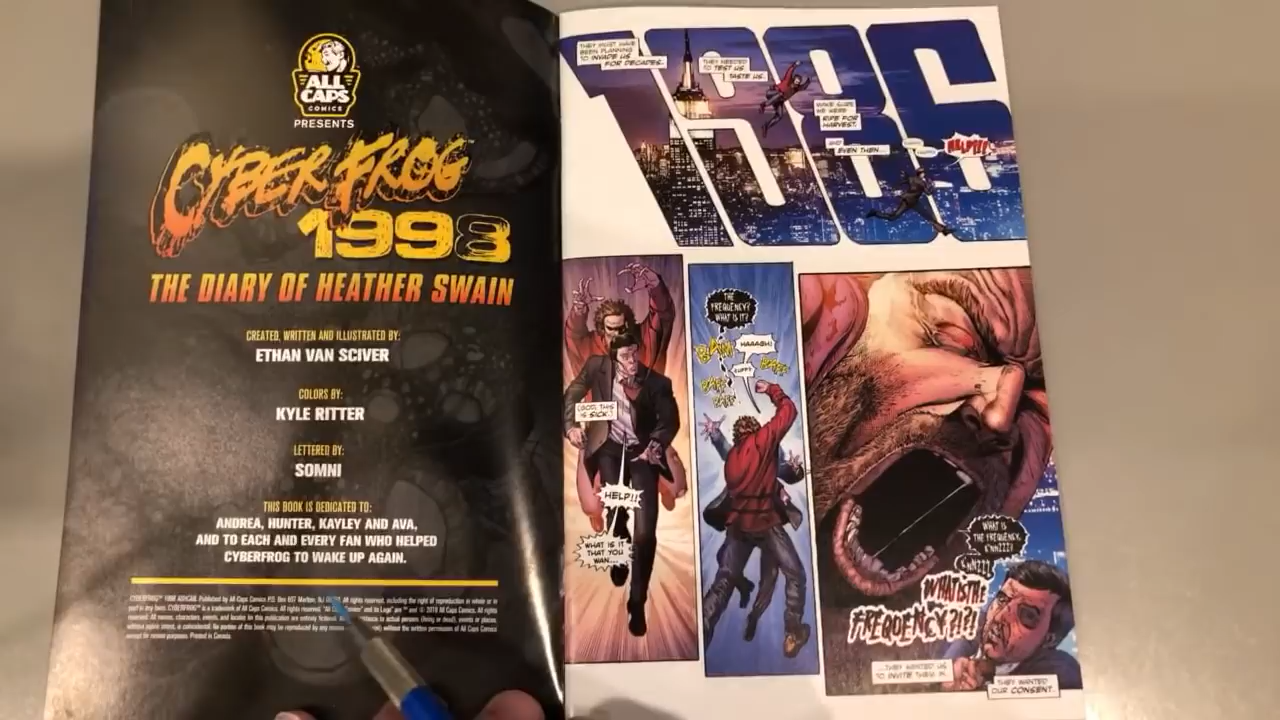 ALL
CAPS
COMICS
PRESENTS
CYBERFROG
1998
THE DIARY OF HEATHER SWAIN
CREATED, WRITTEN AND ILLUSTRATED BY:
ETHAN VAN SCIVER
COLORS BY:
KYLE RITTER
LETTERED BY:
SOMNI
THIS BOOK IS DEDICATED TO:
ANDREA, HUNTER, KAYLEY AND AVA,
AND TO EACH AND EVERY FAN WHO HELPED
CYBERFROG TO WAKE UP AGAIN.
1986
THEY MUST HAVE
BEEN PLANNING
TO INVADE US
FOR DECADES.
THEY NEEDED
TO TEST US.
TASTE US.
MAKE SURE
WE WERE
RIPE FOR
HARVEST.
AND
EVEN THEN...
HELP!!!
GOD, THIS
IS SICK.
HELP!!
WHAT IS IT
THAT YOU
WAN...
THE
FREQUENCY?
WHAT IS IT?
HAAAGH!
WHAT IS
THE FREQUENCY,
WHAT IS THE
FREQUENCY?!?!
...THEY WANTED US
TO INVITE THEM IN.
THEY WANTED
OUR CONSENT.